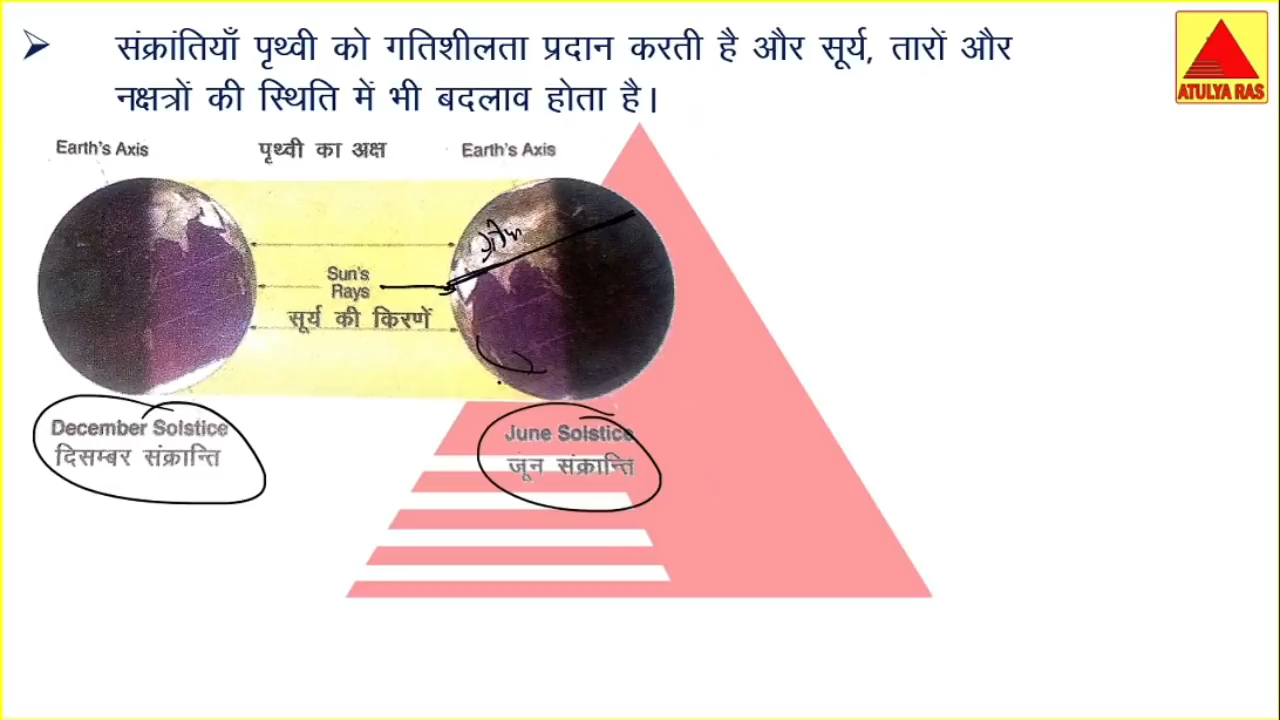 संक्रांतियाँ पृथ्वी को गतिशीलता प्रदान करती है और सूर्य, तारों और
नक्षत्रों की स्थिति में भी बदलाव होता है।
ATULYA RAS
Earth's Axis
पृथ्वी का अक्ष
Earth's Axis
Sun's
Rays
सूर्य की किरणें
December Solstice
दिसम्बर संक्रान्ति
June Solstice
जून संक्रान्ति